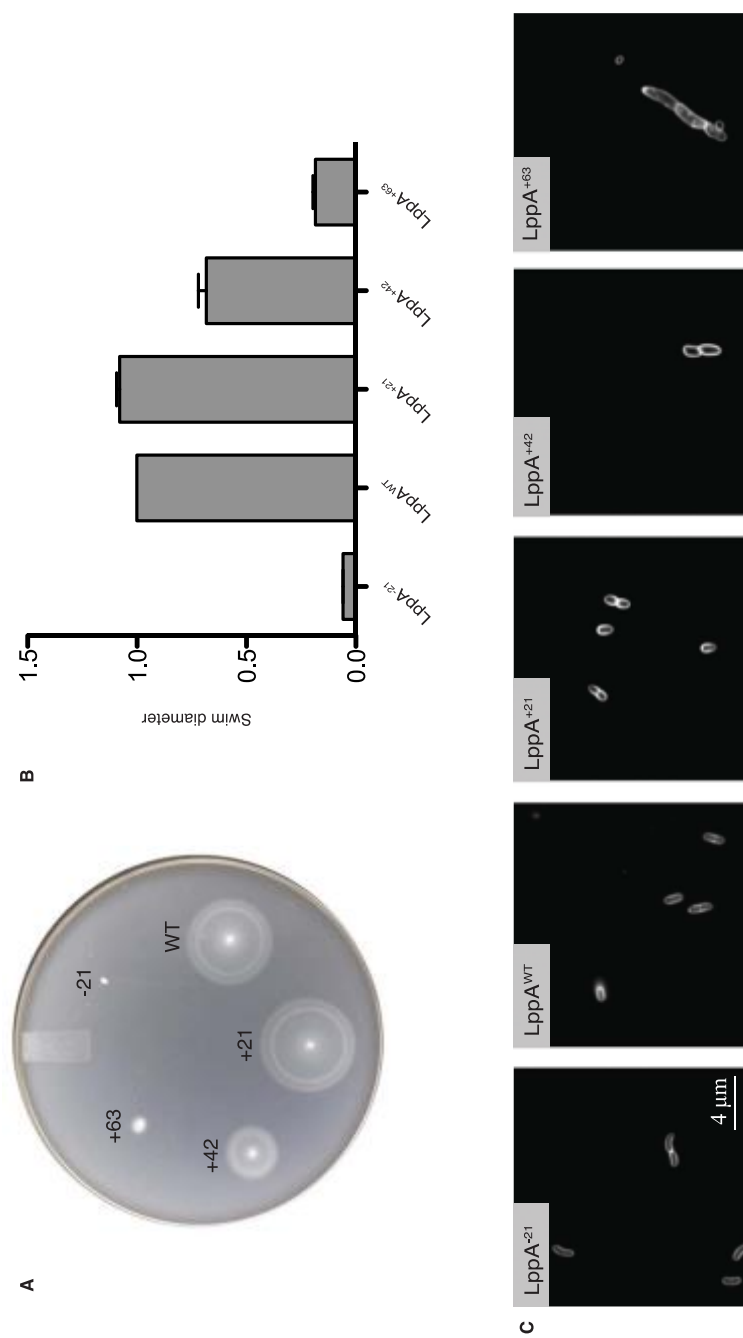 A
-21
WT
+63
+21
+42
B
1.5
1.0
0.5
0.0
Swim diameter
LppA-21
LppAWT
LppA+21
LppA+42
LppA+63
C
LppA-21
4 µm
LppAWT
LppA+21
LppA+42
LppA+63